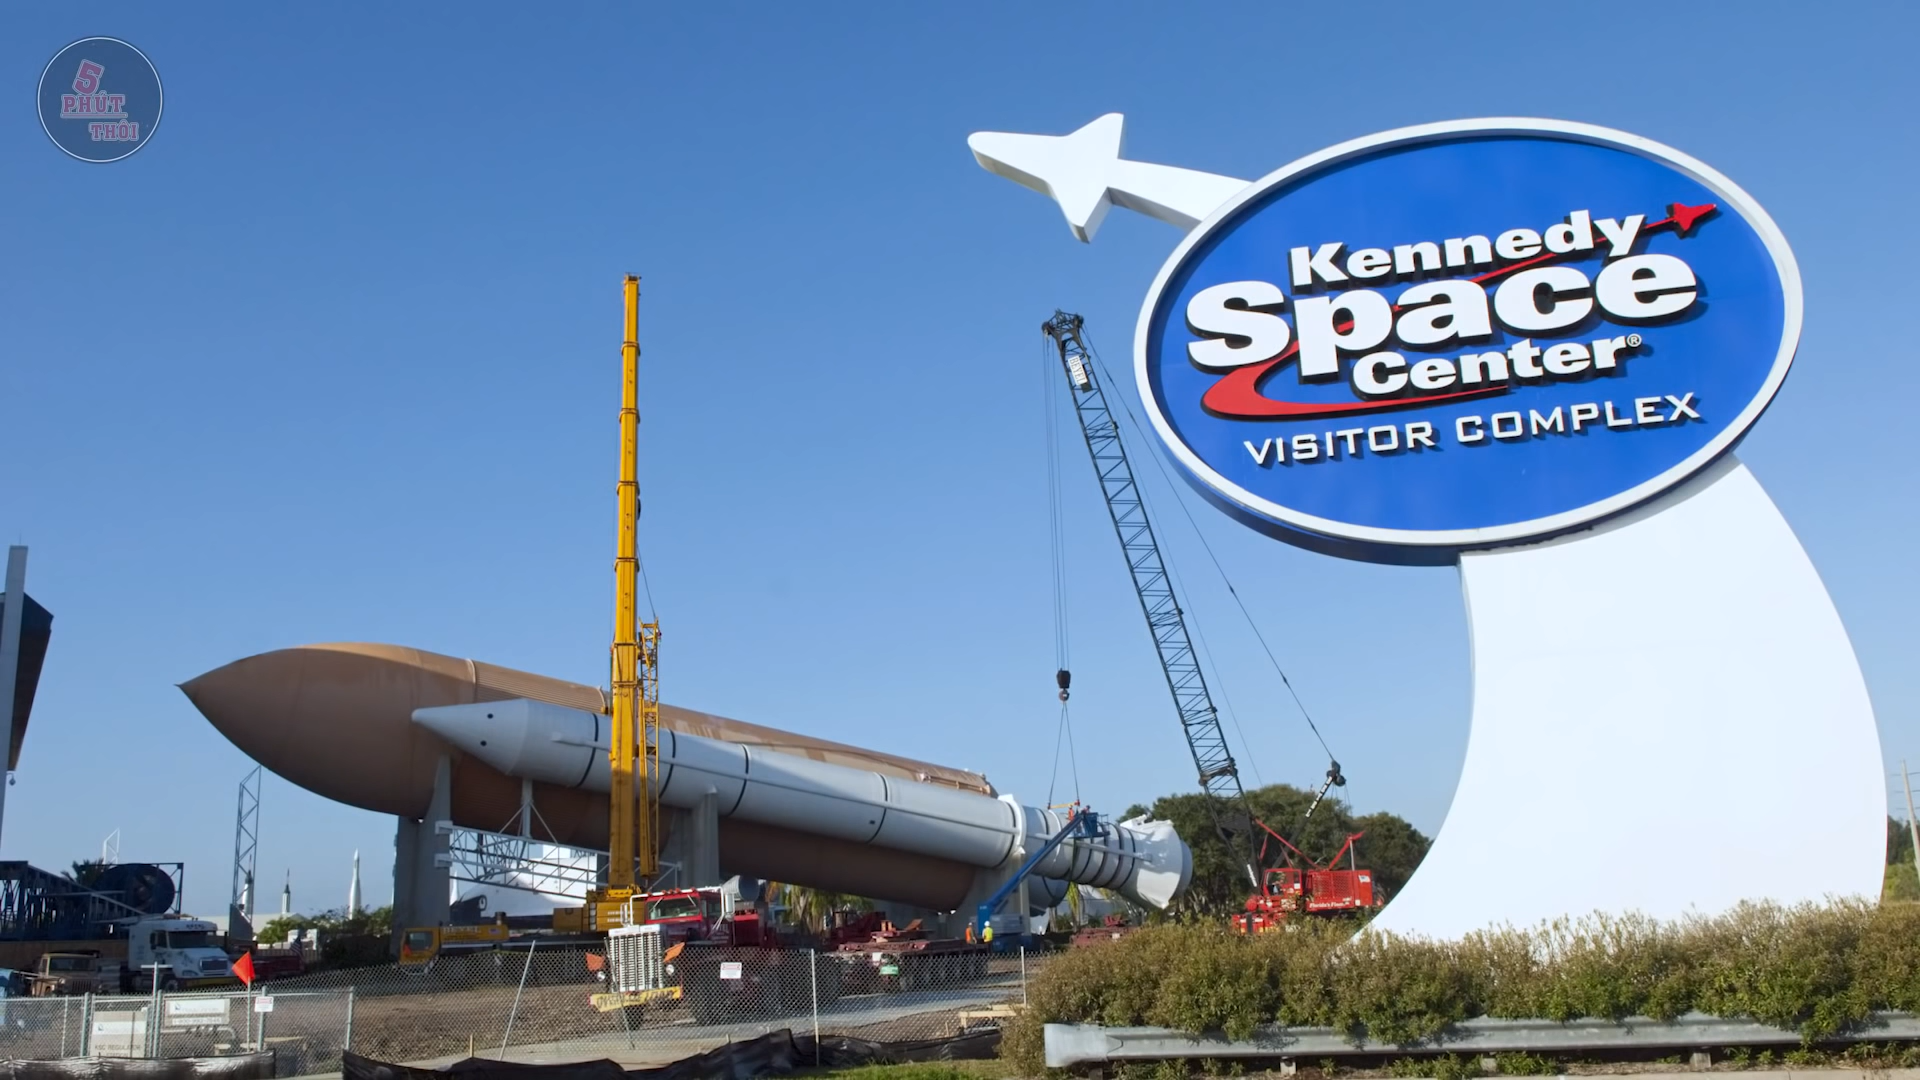 5
PHÚT
THÔI
Kennedy
Space
Center®
VISITOR COMPLEX